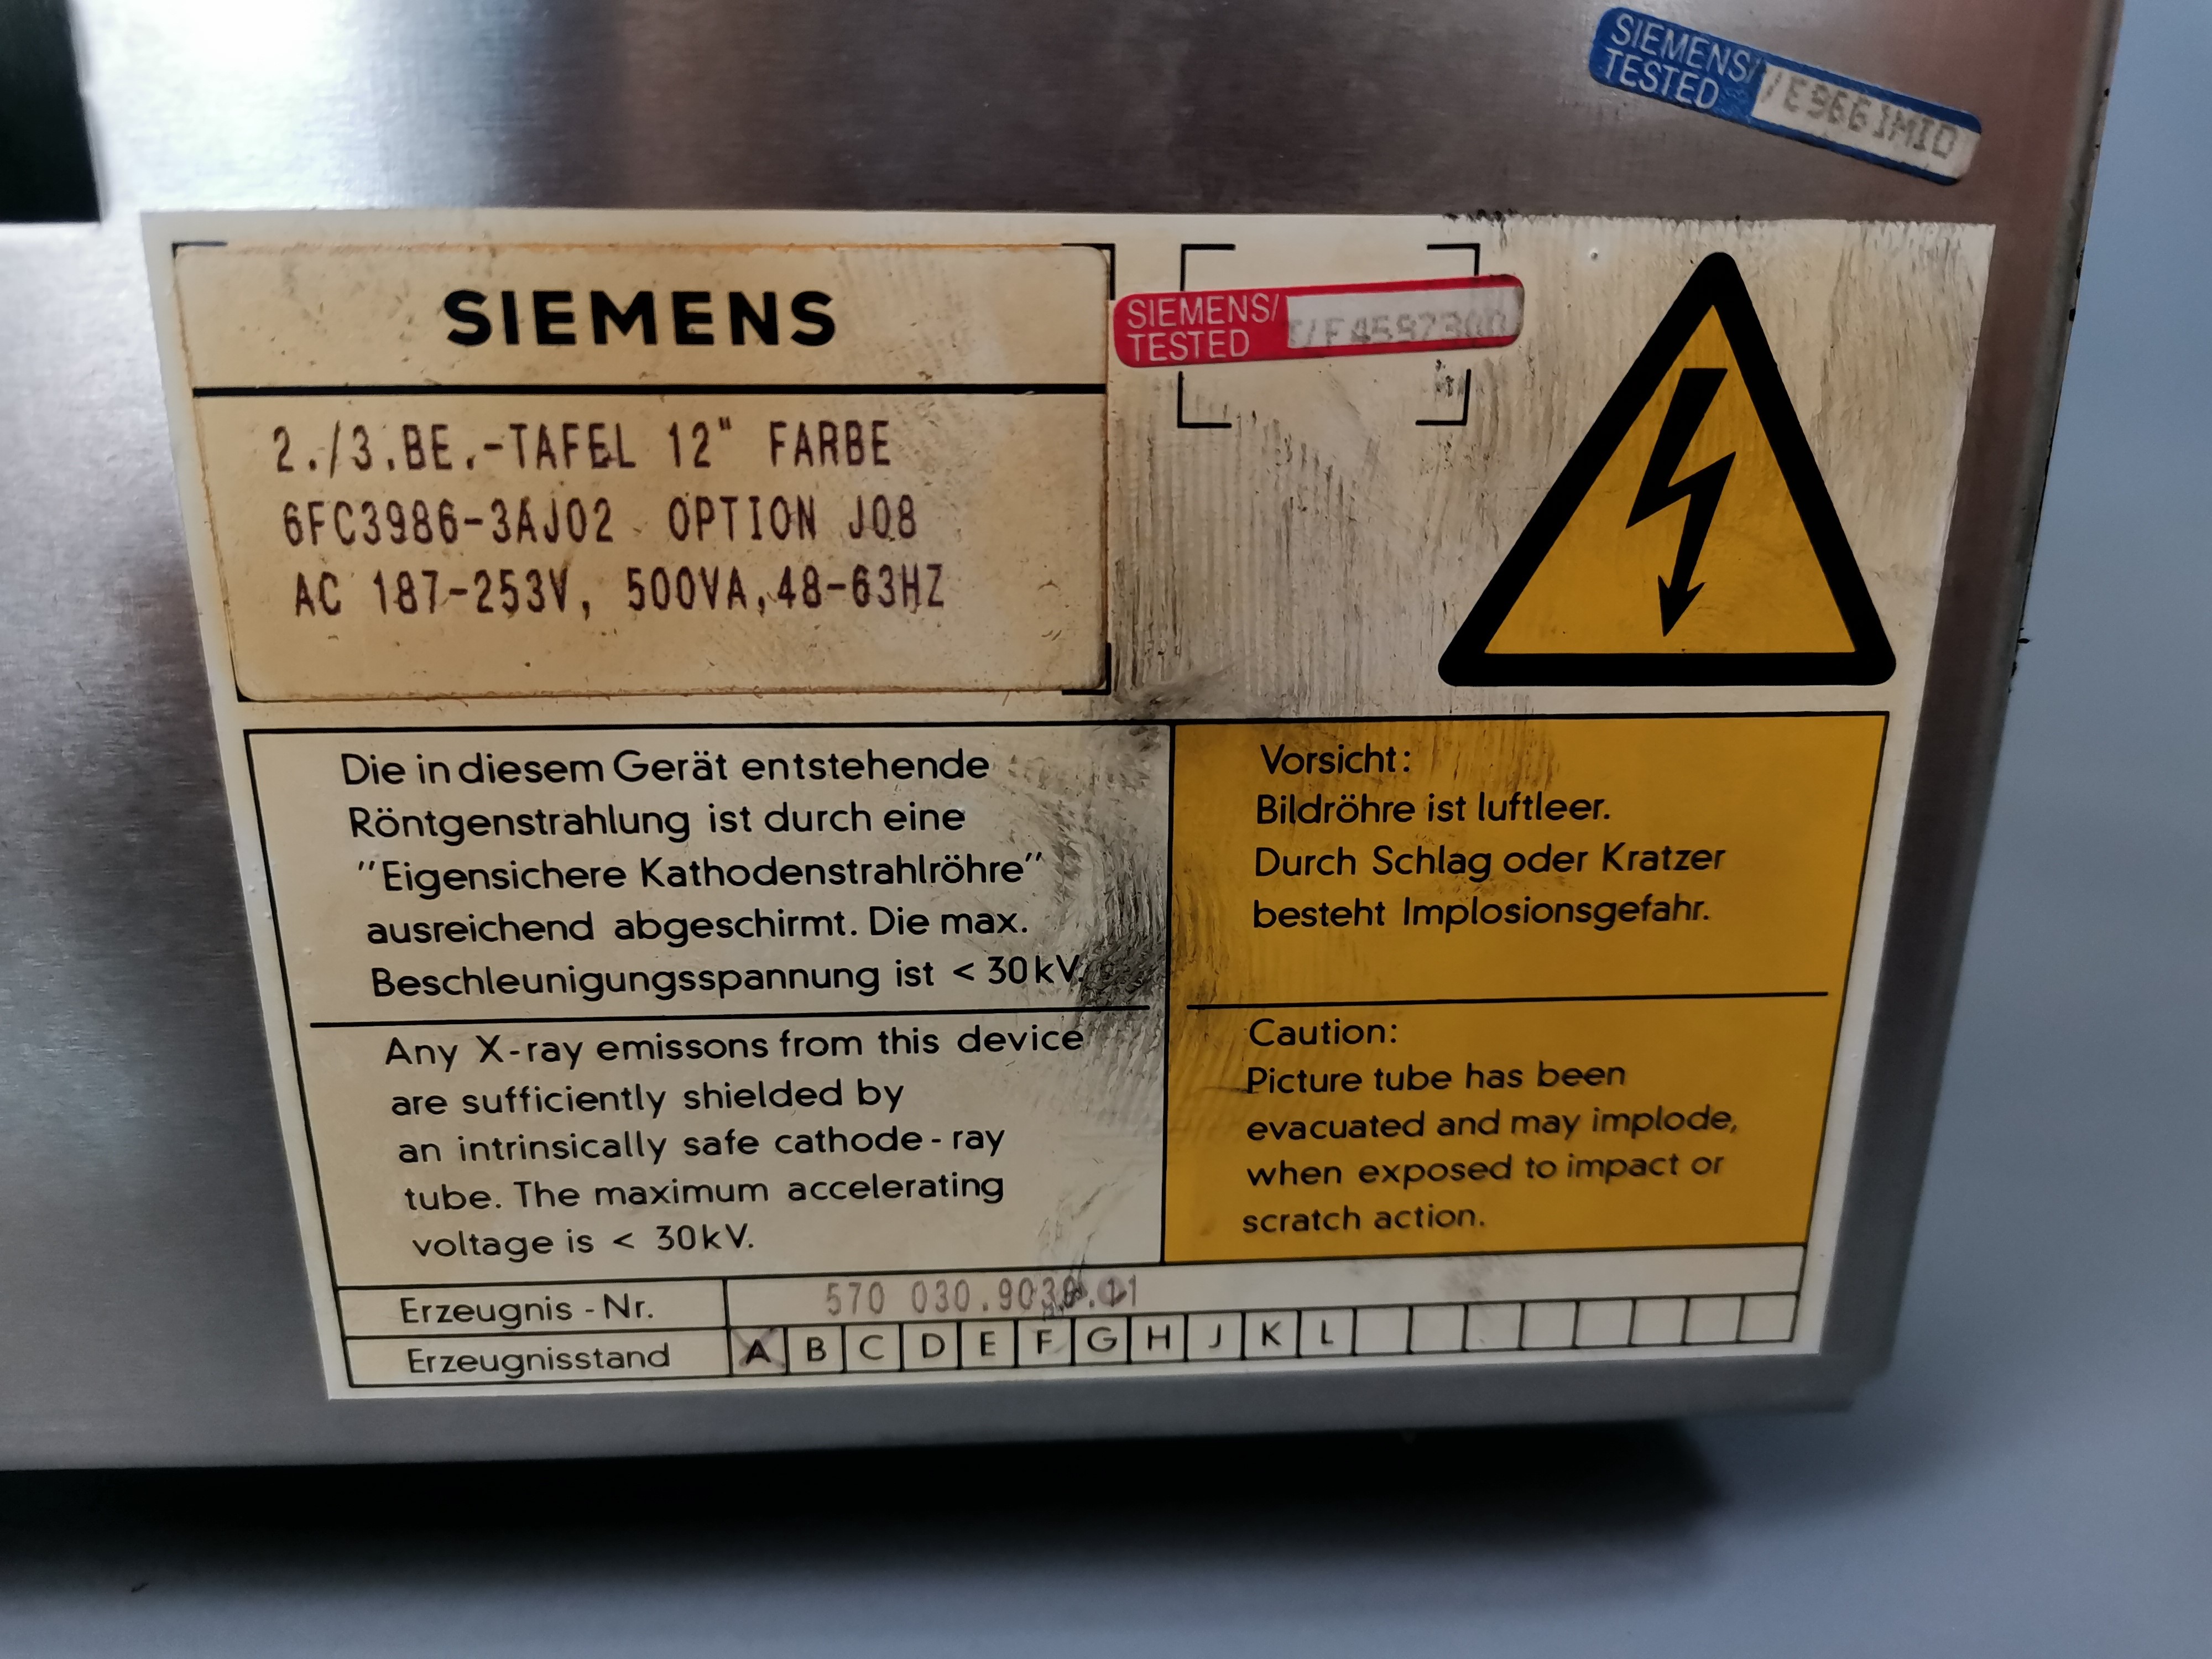 SIEMENS/
TESTED
/E966IMID
SIEMENS
2./3.BE.-TAFEL 12" FARBE
6FC3986-3AJ02 OPTION J08
AC 187-253V, 500VA,48-63HZ
SIEMENS/
TESTED
Die in diesem Gerät entstehende
Röntgenstrahlung ist durch eine
"Eigensichere Kathodenstrahlröhre"
ausreichend abgeschirmt. Die max.
Beschleunigungsspannung ist < 30kV.
Any X-ray emissons from this device
are sufficiently shielded by
an intrinsically safe cathode-ray
tube. The maximum accelerating
voltage is < 30kV.
Vorsicht:
Bildröhre ist luftleer.
Durch Schlag oder Kratzer
besteht Implosionsgefahr.
Caution:
Picture tube has been
evacuated and may implode,
when exposed to impact or
scratch action.
Erzeugnis-Nr. 570
Erzeugnisstand A B C D E F G H J K L